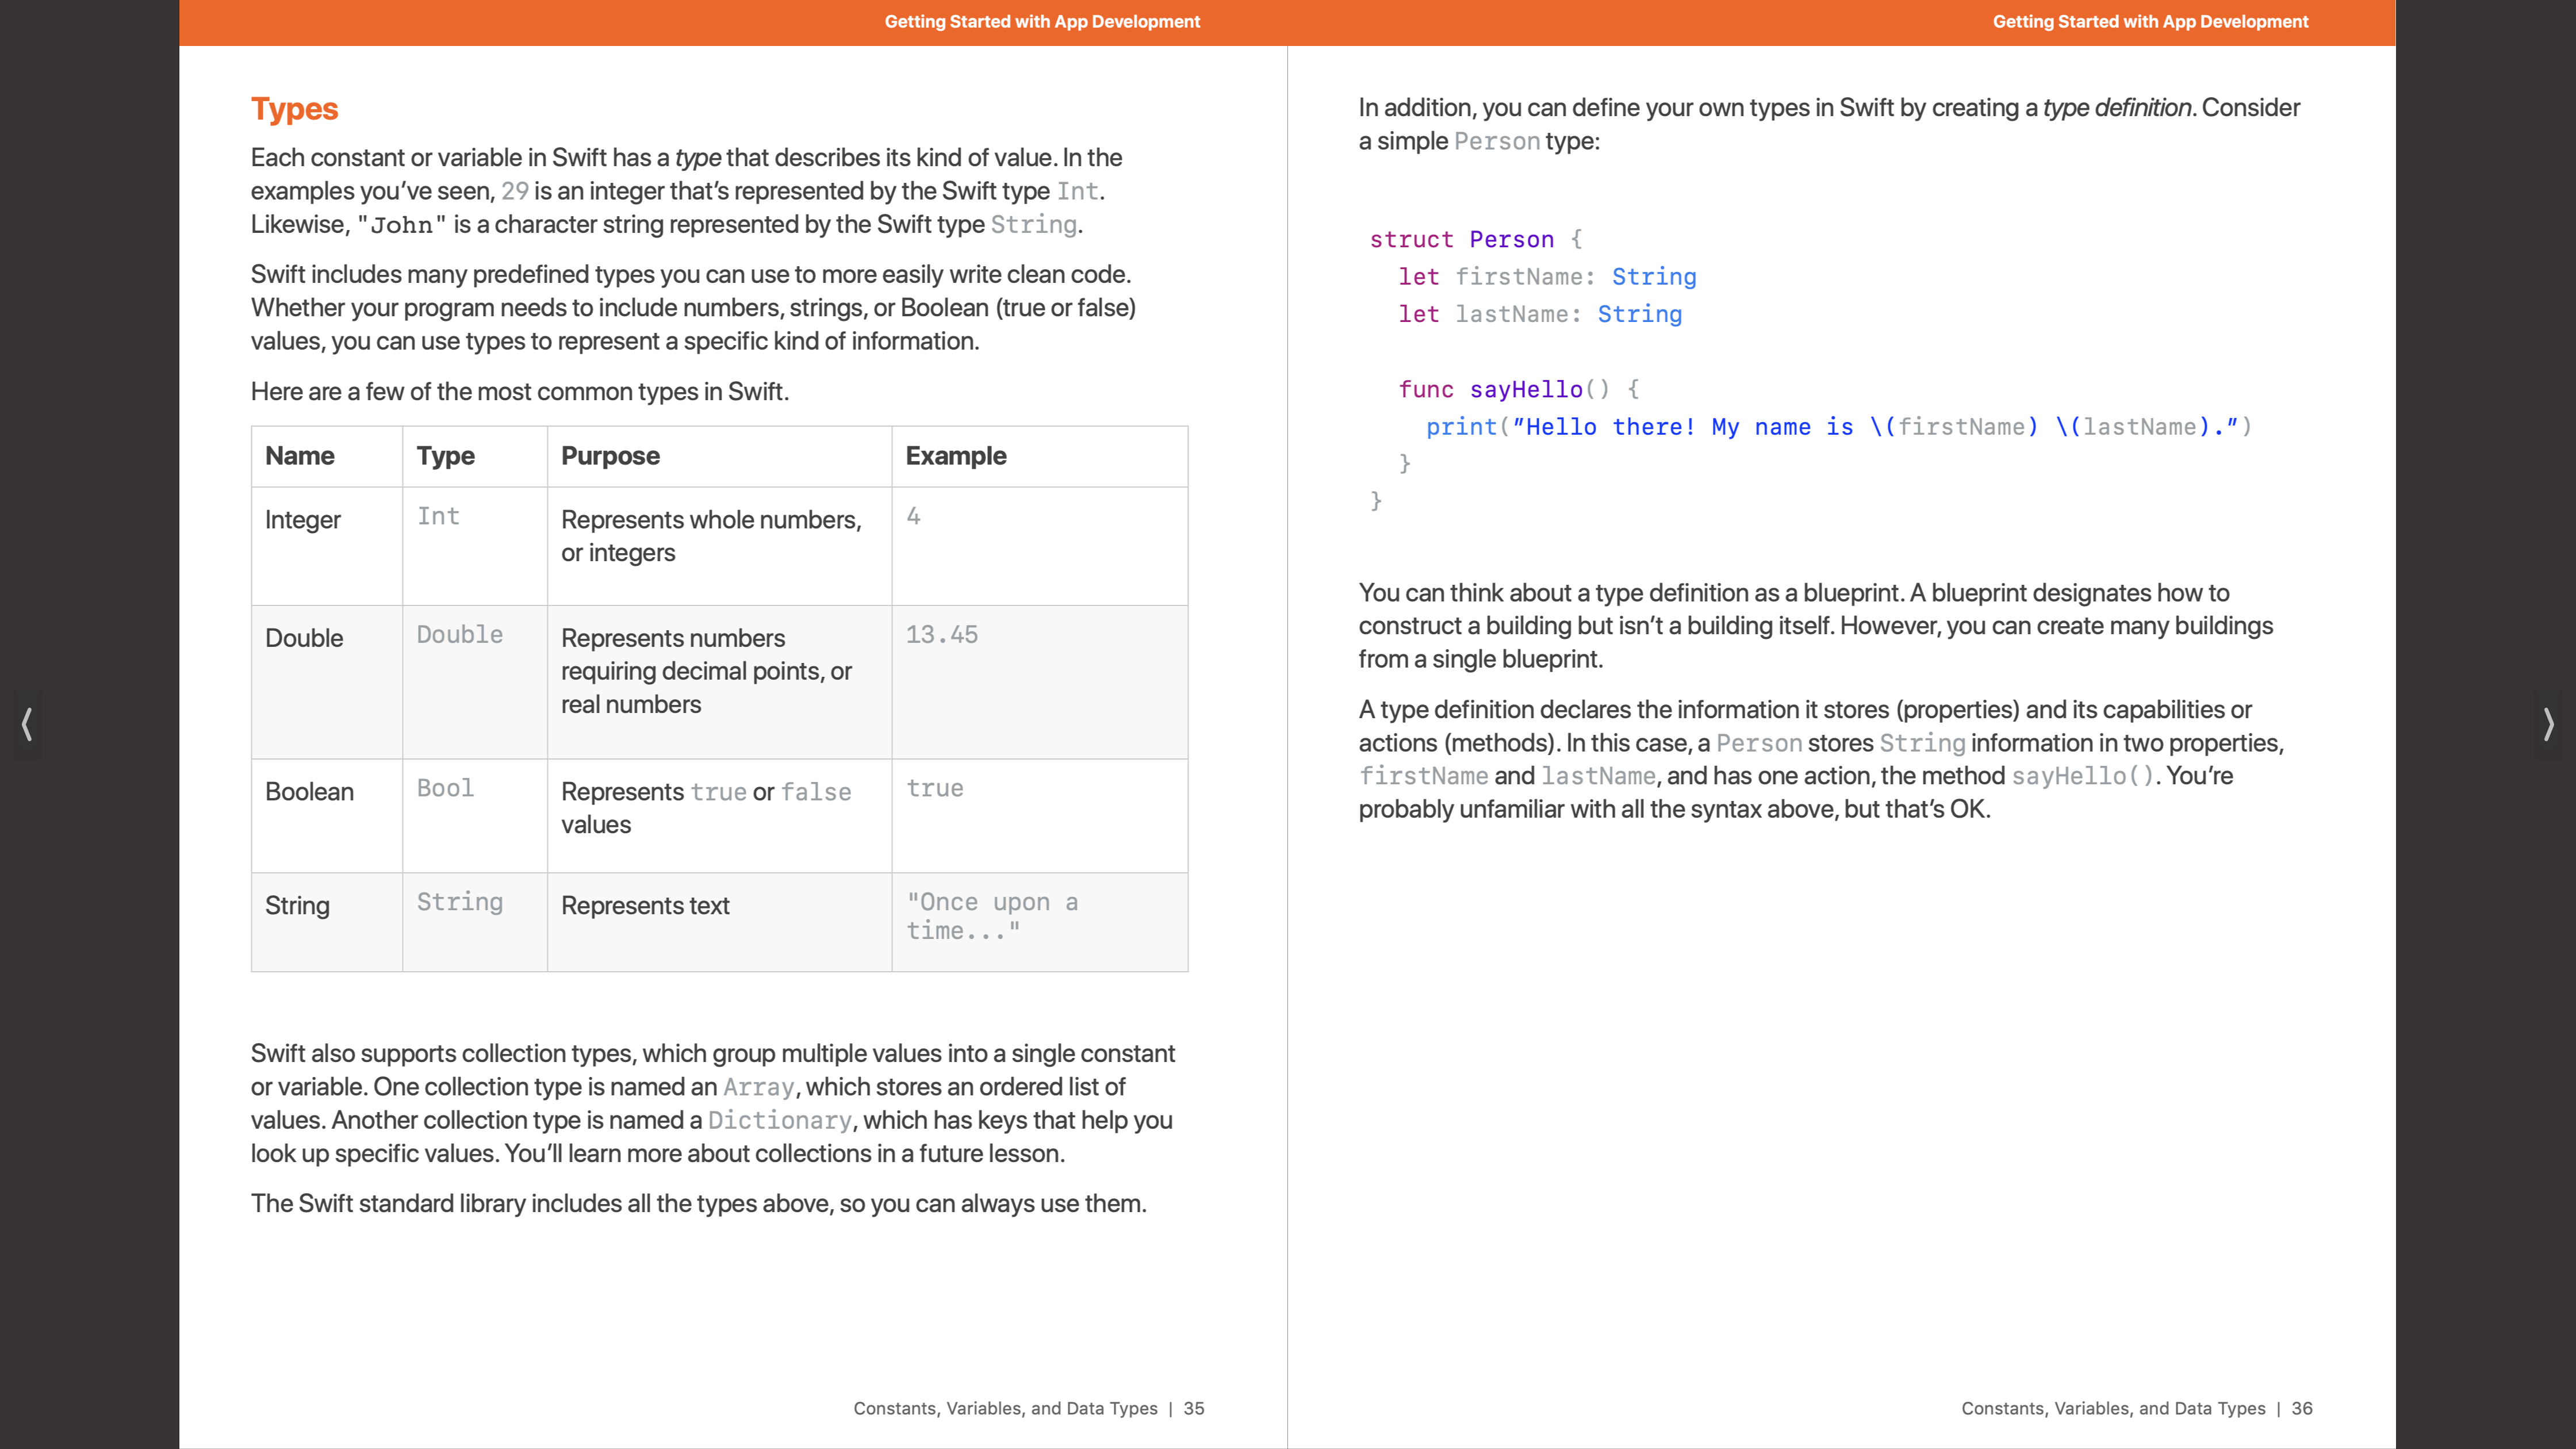 Getting Started with App Development
Types
Each constant or variable in Swift has a type that describes its kind of value. In the
examples you’ve seen, 29 is an integer that’s represented by the Swift type Int.
Likewise, "John" is a character string represented by the Swift type String.
Swift includes many predefined types you can use to more easily write clean code.
Whether your program needs to include numbers, strings, or Boolean (true or false)
values, you can use types to represent a specific kind of information.
Here are a few of the most common types in Swift.
Name Type Purpose Example
Integer Int Represents whole numbers, 4
or integers
Double Double Represents numbers 13.45
requiring decimal points, or
real numbers
Boolean Bool Represents true or false true
values
String String Represents text "Once upon a
time..."
Swift also supports collection types, which group multiple values into a single constant
or variable. One collection type is named an Array, which stores an ordered list of
values. Another collection type is named a Dictionary, which has keys that help you
look up specific values. You’ll learn more about collections in a future lesson.
The Swift standard library includes all the types above, so you can always use them.
Constants, Variables, and Data Types | 35
Getting Started with App Development
In addition, you can define your own types in Swift by creating a type definition. Consider
a simple Person type:
struct Person {
let firstName: String
let lastName: String
func sayHello() {
print(”Hello there! My name is \(firstName) \(lastName).”)
}
}
You can think about a type definition as a blueprint. A blueprint designates how to
construct a building but isn’t a building itself. However, you can create many buildings
from a single blueprint.
A type definition declares the information it stores (properties) and its capabilities or
actions (methods). In this case, a Person stores String information in two properties,
firstName and lastName, and has one action, the method sayHello(). You’re
probably unfamiliar with all the syntax above, but that’s OK.
Constants, Variables, and Data Types | 36